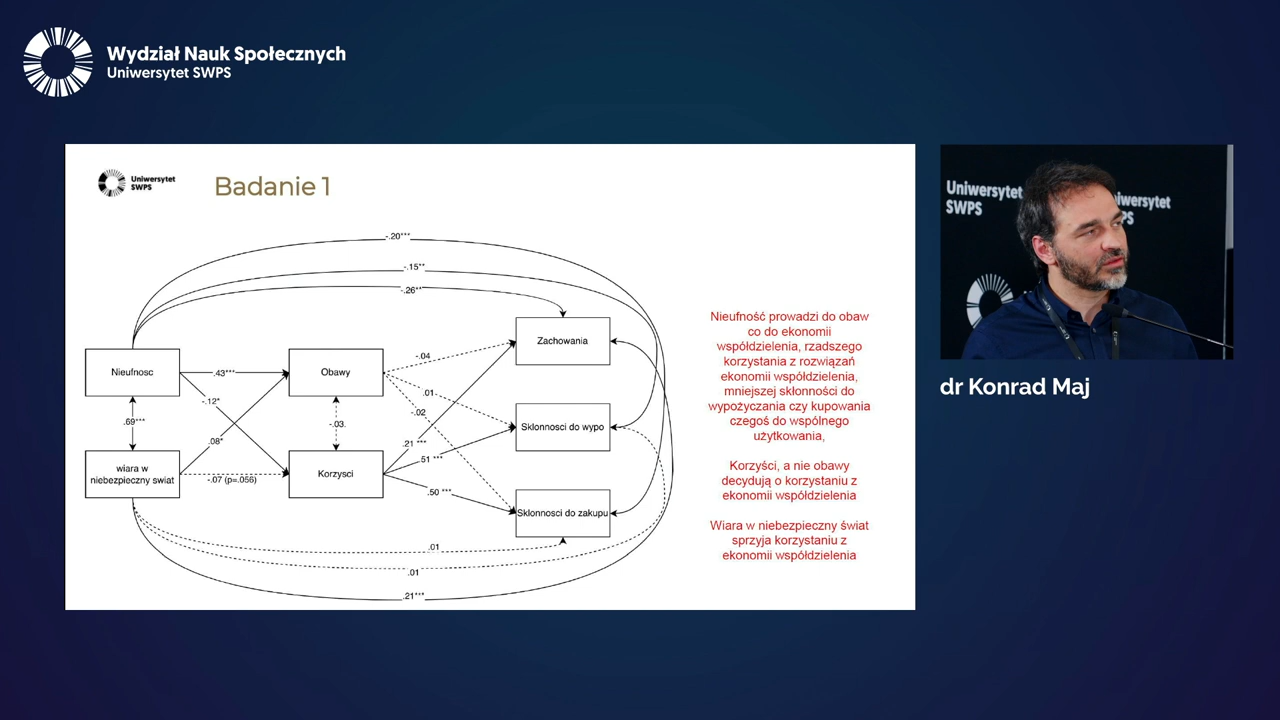 Wydział Nauk Społecznych
Uniwersytet SWPS
Uniwersytet
SWPS
Badanie 1
-.20***
-.15**
-.26**
Nieufnosc
.43***
-.12*
.69***
.08*
wiara w
niebezpieczny swiat
-.07 (p=.056)
Obawy
-.03
Korzysci
-.04
.01
-.02
.21 ***
.51 ***
.50 ***
Zachowania
Sklonnosci do wypo
Sklonnosci do zakupu
.01
.01
.21***
Nieufność prowadzi do obaw
co do ekonomii
współdzielenia, rzadszego
korzystania z rozwiązań
ekonomii współdzielenia,
mniejszej skłonności do
wypożyczania czy kupowania
czegoś do wspólnego
użytkowania,
Korzyści, a nie obawy
decydują o korzystaniu z
ekonomii współdzielenia
Wiara w niebezpieczny świat
sprzyja korzystaniu z
ekonomii współdzielenia
Uniwersytet
SWPS
iwersytet
PS
dr Konrad Maj